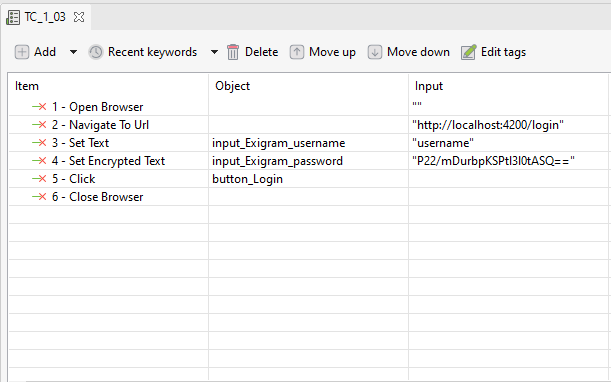 TC_1_03
Add Recent keywords Delete Move up Move down Edit tags
Item Object Input
1 - Open Browser ""
2 - Navigate To Url "http://localhost:4200/login"
3 - Set Text input_Exigram_username "username"
4 - Set Encrypted Text input_Exigram_password "P22/mDurbpKSPtI3I0tASQ=="
5 - Click button_Login
6 - Close Browser